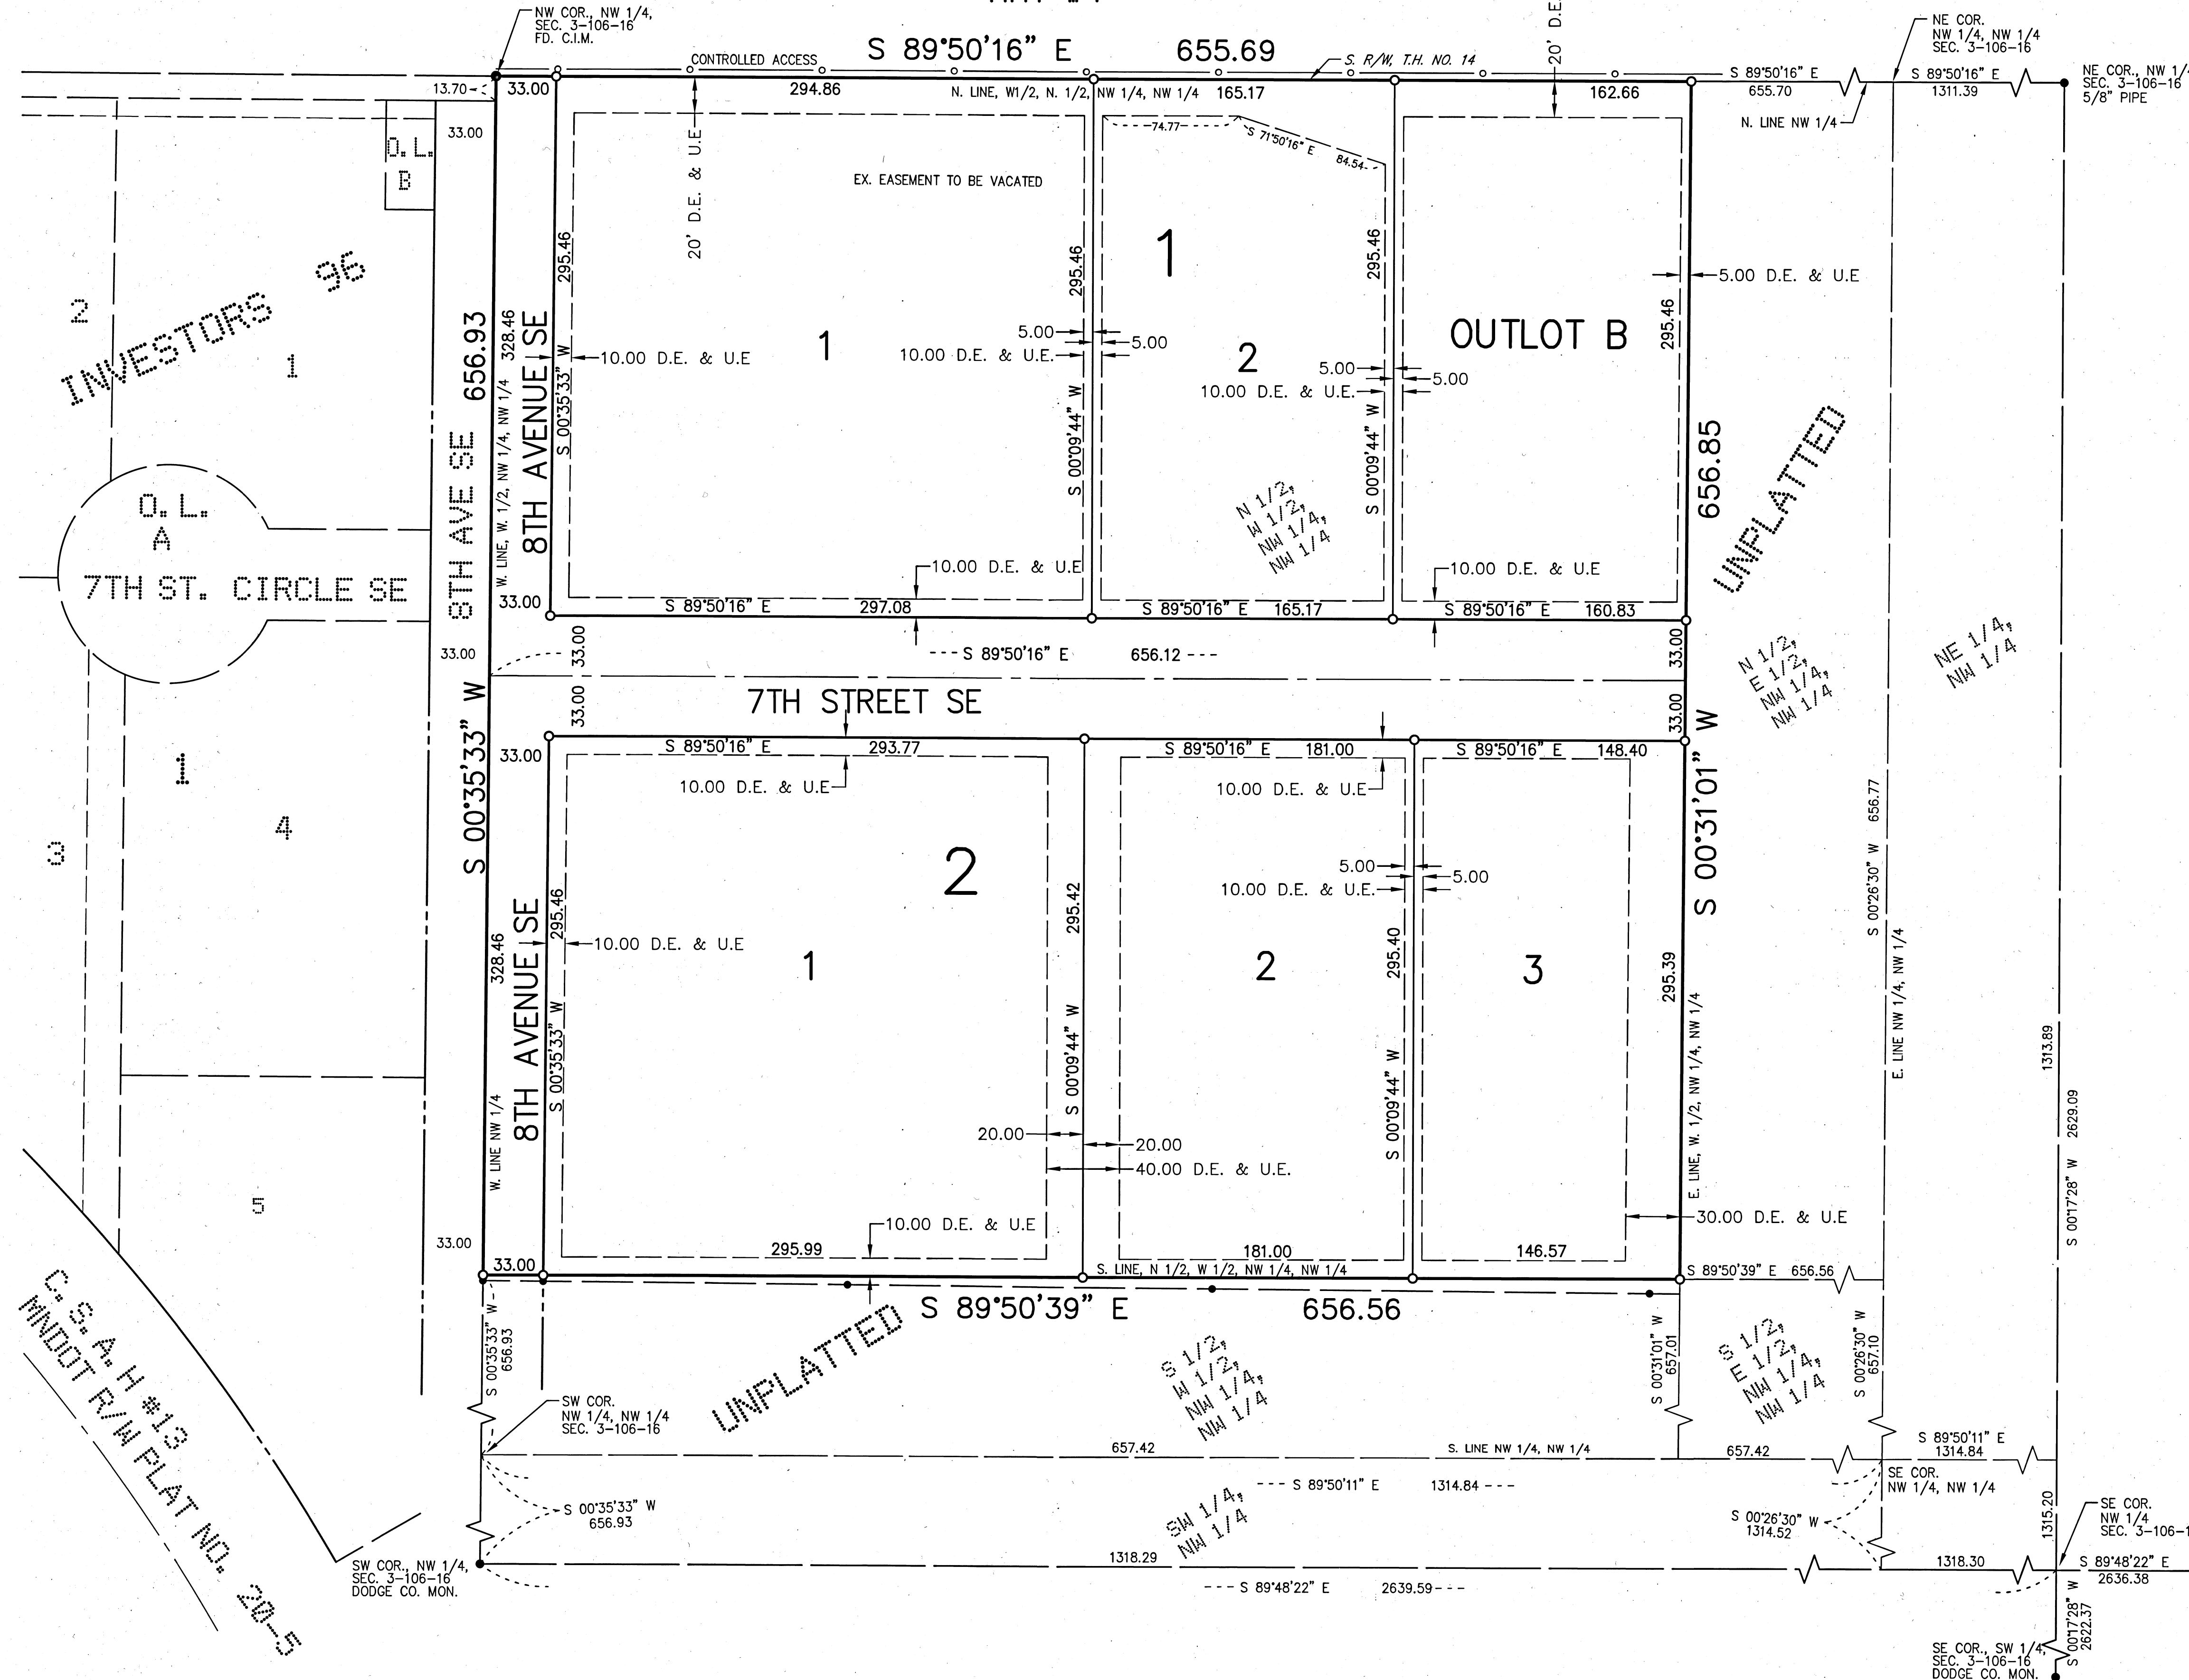 NW COR., NW 1/4,
SEC. 3-106-16
FD. C.I.M.
CONTROLLED ACCESS
S 89°50'16" E 655.69
S. R/W, T.H. NO. 14
20' D.E.
NE COR.
NW 1/4, NW 1/4
SEC. 3-106-16
S 89°50'16" E
655.70
S 89°50'16" E
1311.39
NE COR., NW 1/4
SEC. 3-106-16
5/8" PIPE
N. LINE NW 1/4
13.70
33.00
294.86
N. LINE, W1/2, N. 1/2, NW 1/4, NW 1/4
165.17
162.66
33.00
O.L.
B
20' D.E. & U.E
EX. EASEMENT TO BE VACATED
74.77
S 71°50'16" E
84.54
INVESTORS 96
2
1
656.93
328.46
W. LINE, W. 1/2, NW 1/4, NW 1/4
8TH AVENUE SE
295.46
S 00°35'33" W
10.00 D.E. & U.E
1
295.46
5.00
5.00
10.00 D.E. & U.E.
S 00°09'44" W
1
2
295.46
5.00
5.00
10.00 D.E. & U.E.
S 00°09'44" W
OUTLOT B
295.46
5.00 D.E. & U.E
656.85
UNPLATTED
N 1/2,
W 1/2,
NW 1/4,
NW 1/4
O.L.
A
7TH ST. CIRCLE SE
8TH AVE SE
10.00 D.E. & U.E
10.00 D.E. & U.E
33.00
S 89°50'16" E 297.08
S 89°50'16" E 165.17
S 89°50'16" E 160.83
33.00
33.00
S 89°50'16" E 656.12
33.00
N 1/2,
E 1/2,
NW 1/4,
NW 1/4
NE 1/4,
NW 1/4
7TH STREET SE
33.00
33.00
S 00°35'33" W
33.00
S 89°50'16" E 293.77
S 89°50'16" E 181.00
S 89°50'16" E 148.40
10.00 D.E. & U.E
10.00 D.E. & U.E
S 00°31'01" W
1
3
4
S 00°26'30" W 656.77
2
5.00
5.00
10.00 D.E. & U.E.
295.46
328.46
8TH AVENUE SE
10.00 D.E. & U.E
1
295.42
2
295.40
3
295.39
E. LINE NW 1/4, NW 1/4
S 00°35'33" W
S 00°09'44" W
S 00°09'44" W
E. LINE, W. 1/2, NW 1/4, NW 1/4
1313.89
S 00°17'28" W 2629.09
W. LINE NW 1/4
20.00
20.00
40.00 D.E. & U.E.
5
30.00 D.E. & U.E
33.00
10.00 D.E. & U.E
33.00
295.99
181.00
146.57
S. LINE, N 1/2, W 1/2, NW 1/4, NW 1/4
S 89°50'39" E 656.56
S 89°50'39" E 656.56
C. S. A. H #13
MNDOT R/W PLAT NO. 20-5
S 00°35'33" W
656.93
UNPLATTED
S 1/2,
W 1/2,
NW 1/4,
NW 1/4
S 00°31'01" W
657.01
S 1/2,
E 1/2,
NW 1/4,
NW 1/4
S 00°26'30" W
657.10
SW COR.
NW 1/4, NW 1/4
SEC. 3-106-16
657.42
S. LINE NW 1/4, NW 1/4
657.42
S 89°50'11" E
1314.84
S 89°50'11" E 1314.84
SE COR.
NW 1/4, NW 1/4
S 00°35'33" W
656.93
SW 1/4,
NW 1/4
S 00°26'30" W
1314.52
1315.20
SE COR.
NW 1/4
SEC. 3-106-1
SW COR., NW 1/4,
SEC. 3-106-16
DODGE CO. MON.
1318.29
1318.30
S 89°48'22" E
2636.38
S 89°48'22" E 2639.59
S 00°17'28" W
2622.37
SE COR., SW 1/4,
SEC. 3-106-16
DODGE CO. MON.